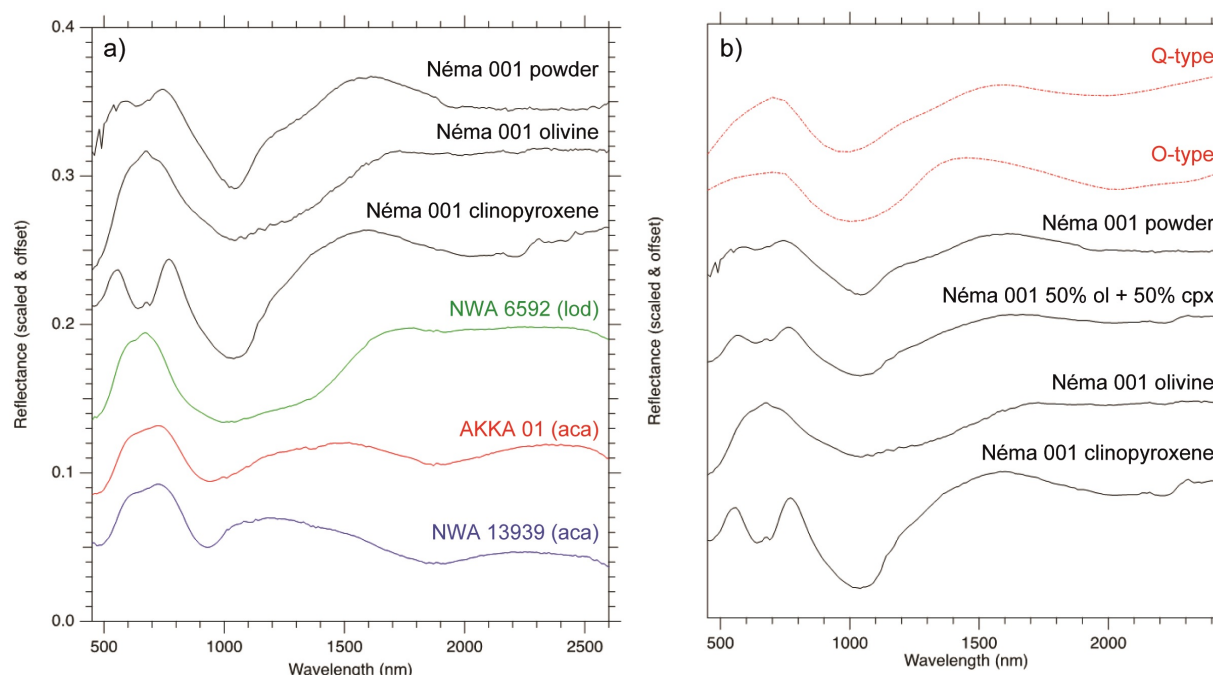 a)
0.4
0.3
0.2
0.1
0.0
Reflectance (scaled & offset)
Néma 001 powder
Néma 001 olivine
Néma 001 clinopyroxene
NWA 6592 (lod)
AKKA 01 (aca)
NWA 13939 (aca)
500 1000 1500 2000 2500
Wavelength (nm)
b)
Reflectance (scaled & offset)
Q-type
O-type
Néma 001 powder
Néma 001 50% ol + 50% cpx
Néma 001 olivine
Néma 001 clinopyroxene
500 1000 1500 2000
Wavelength (nm)